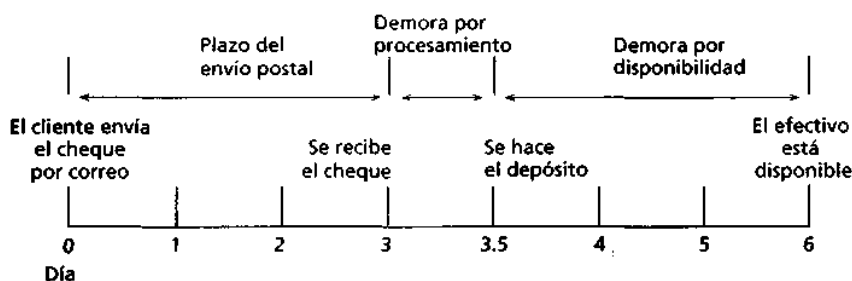 Plazo del
envío postal
Demora por
procesamiento
Demora por
disponibilidad
El cliente envía
el cheque
por correo
Se recibe
el cheque
Se hace
el depósito
El efectivo
está
disponible
0 1 2 3 3.5 4 5 6
Día